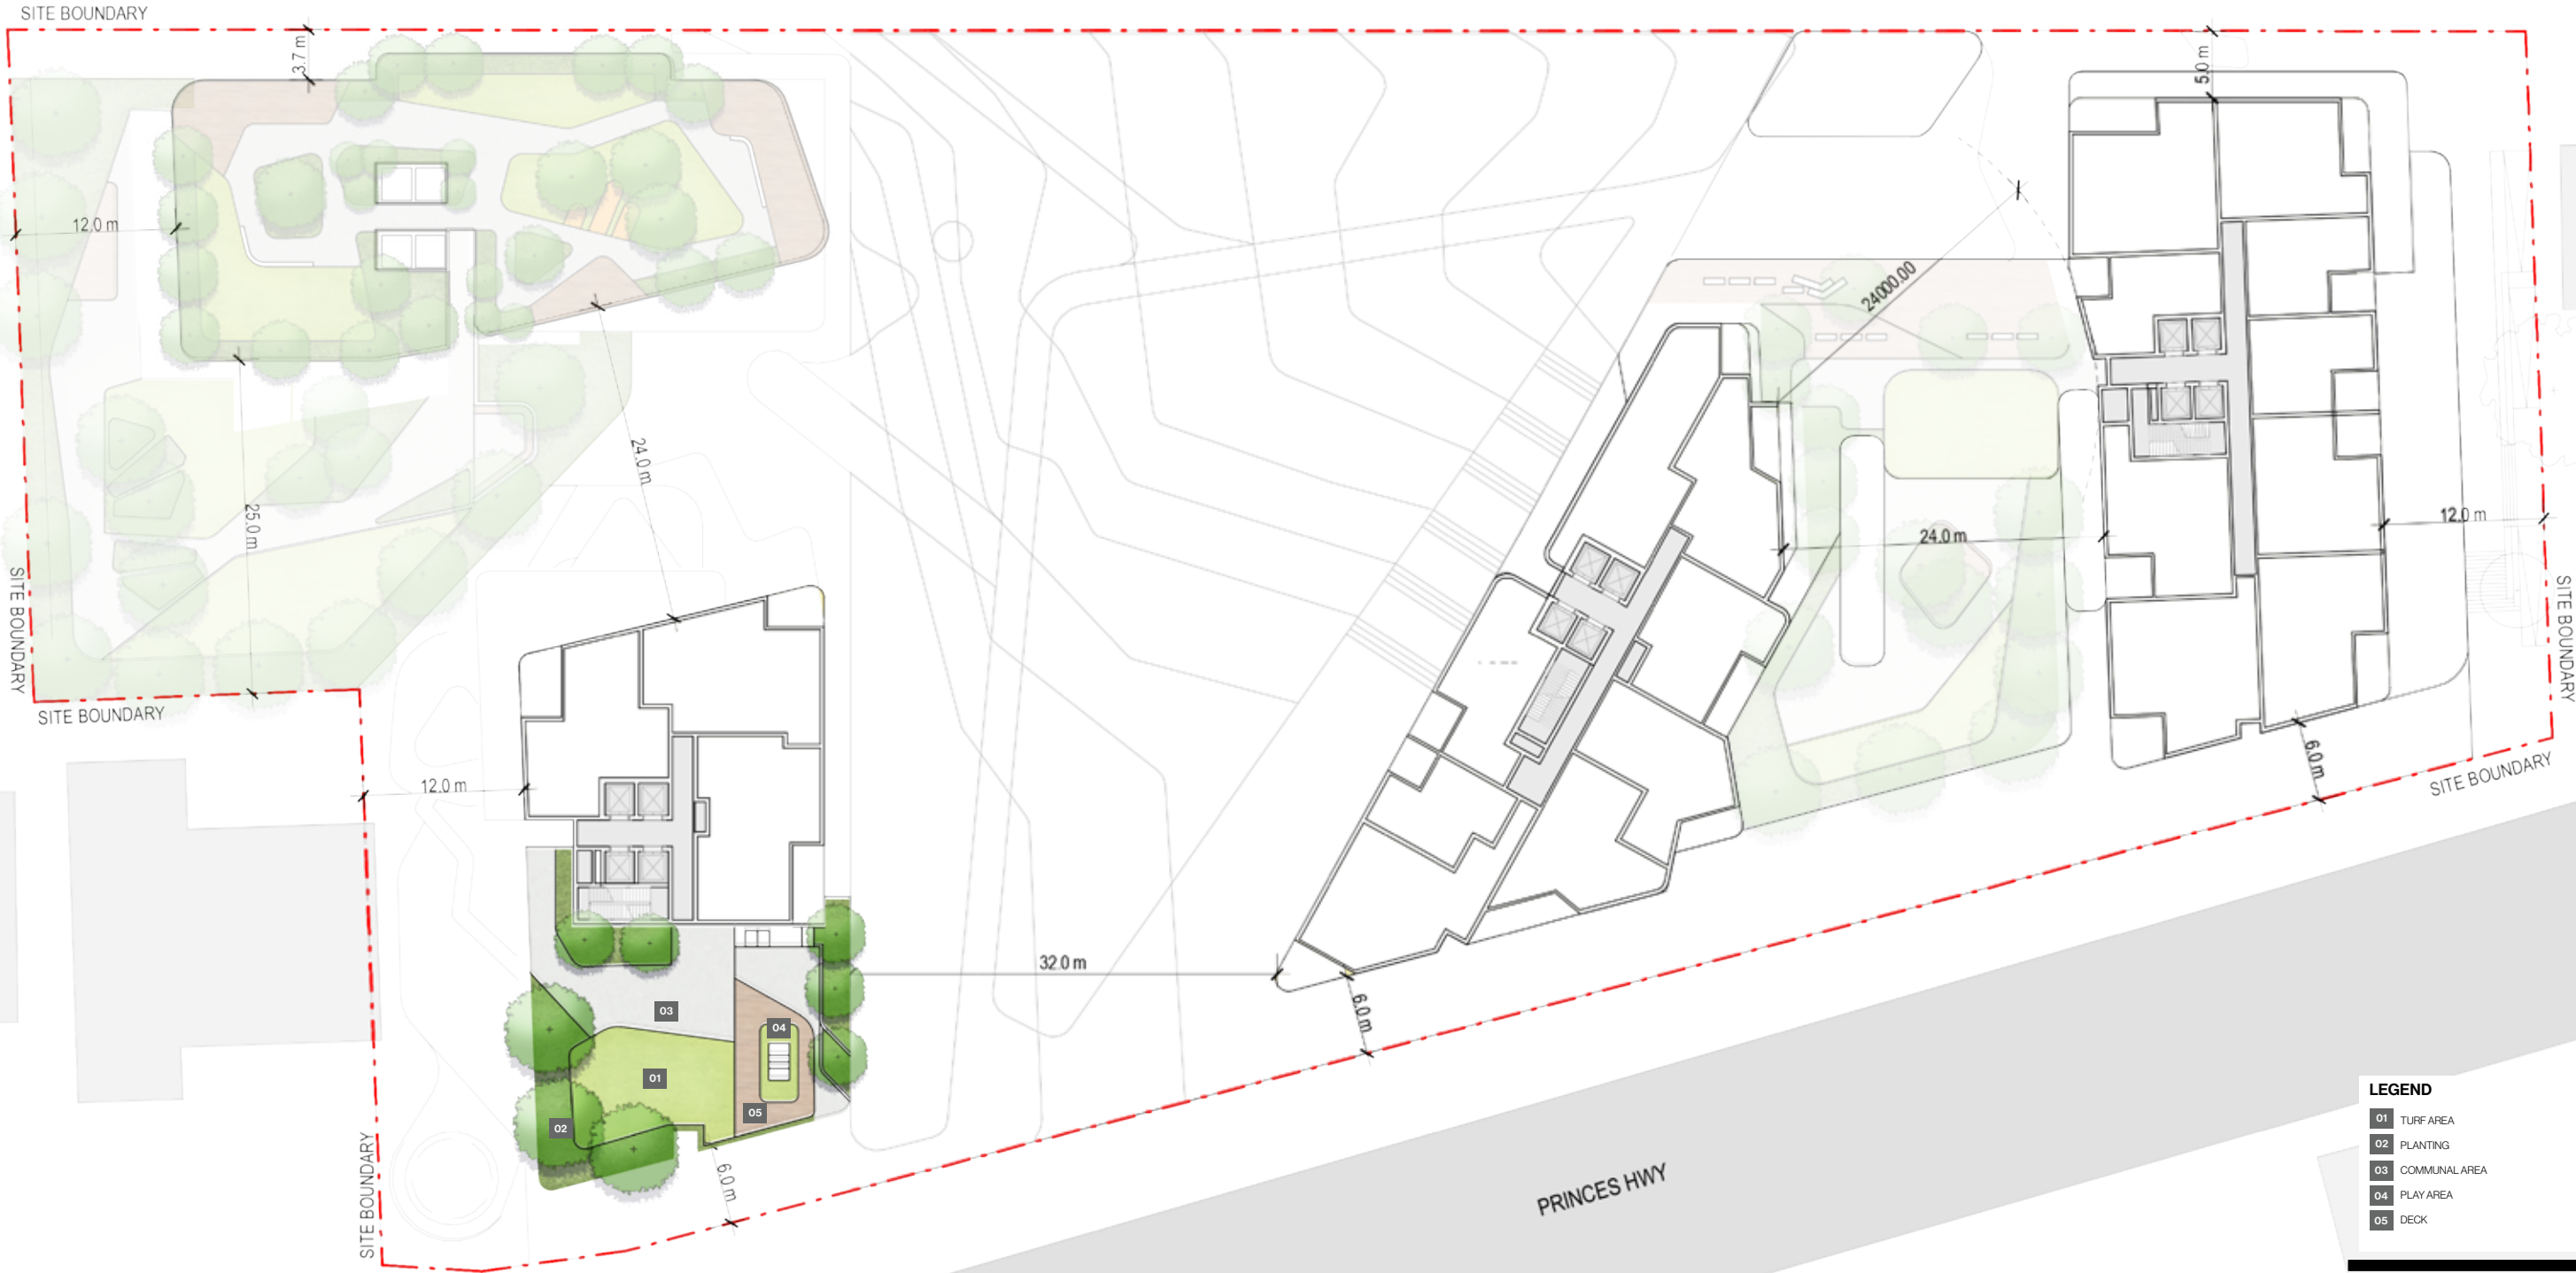 SITE BOUNDARY
3.7 m
5.0 m
12.0 m
24000.00
24.0 m
25.0 m
24.0 m
12.0 m
SITE BOUNDARY
SITE BOUNDARY
SITE BOUNDARY
12.0 m
6.0 m
SITE BOUNDARY
32.0 m
03
04
6.0 m
01
05
02
SITE BOUNDARY
6.0 m
PRINCES HWY
LEGEND
01 TURF AREA
02 PLANTING
03 COMMUNAL AREA
04 PLAY AREA
05 DECK